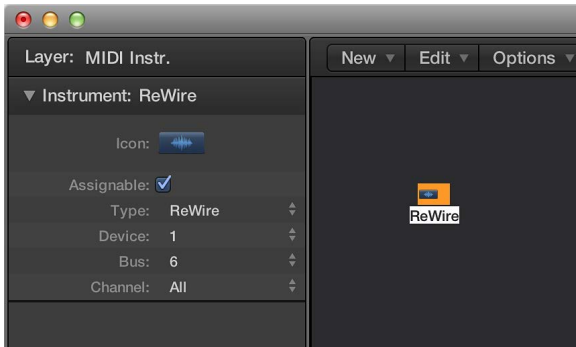 Layer: MIDI Instr.
New Edit Options
Instrument: ReWire
Icon:
Assignable:
Type: ReWire
Device: 1
Bus: 6
Channel: All
ReWire